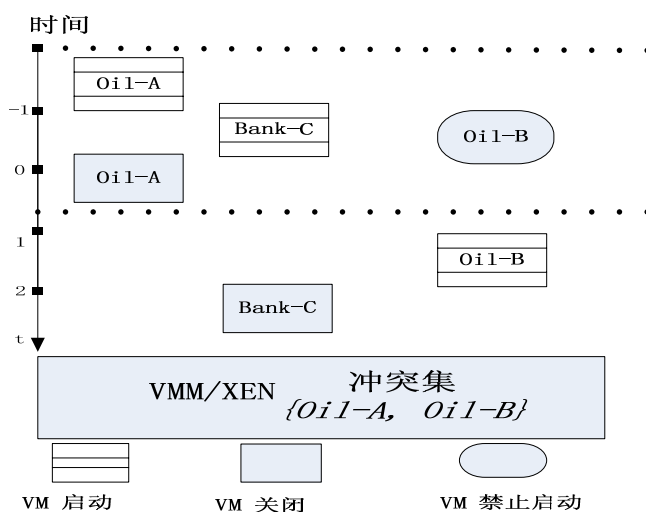 时间
Oil-A
-1
Bank-C
Oil-B
0
Oil-A
1
Oil-B
2
Bank-C
t
VMM/XEN 冲突集
{Oil-A, Oil-B}
VM 启动
VM 关闭
VM 禁止启动